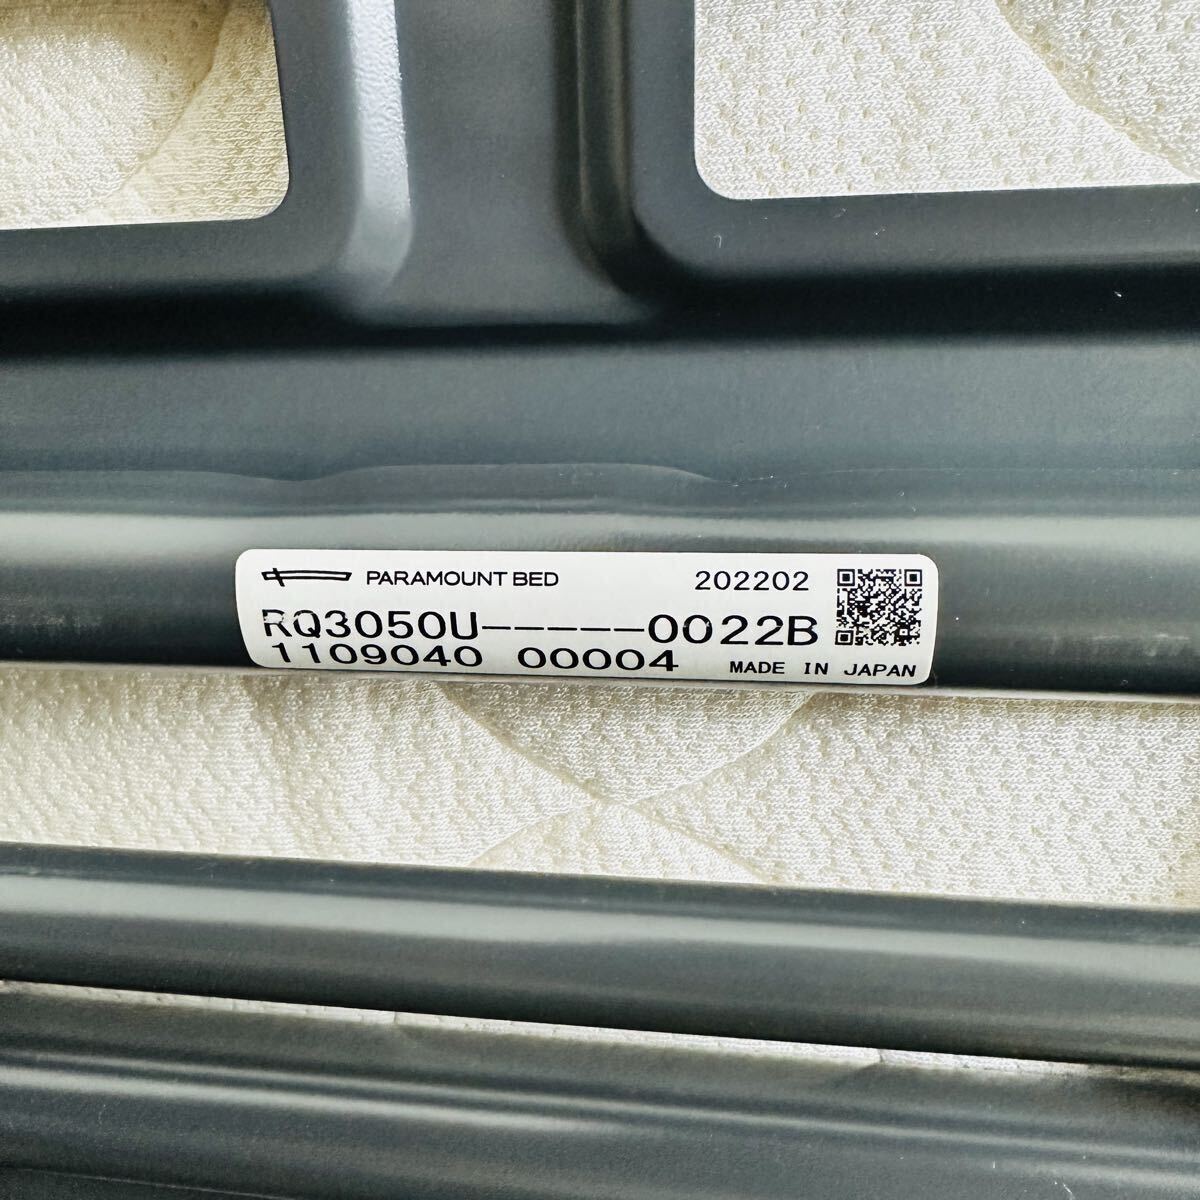 PARAMOUNT BED 202202
RQ3050U-----0022B
1109040 00004 MADE IN JAPAN